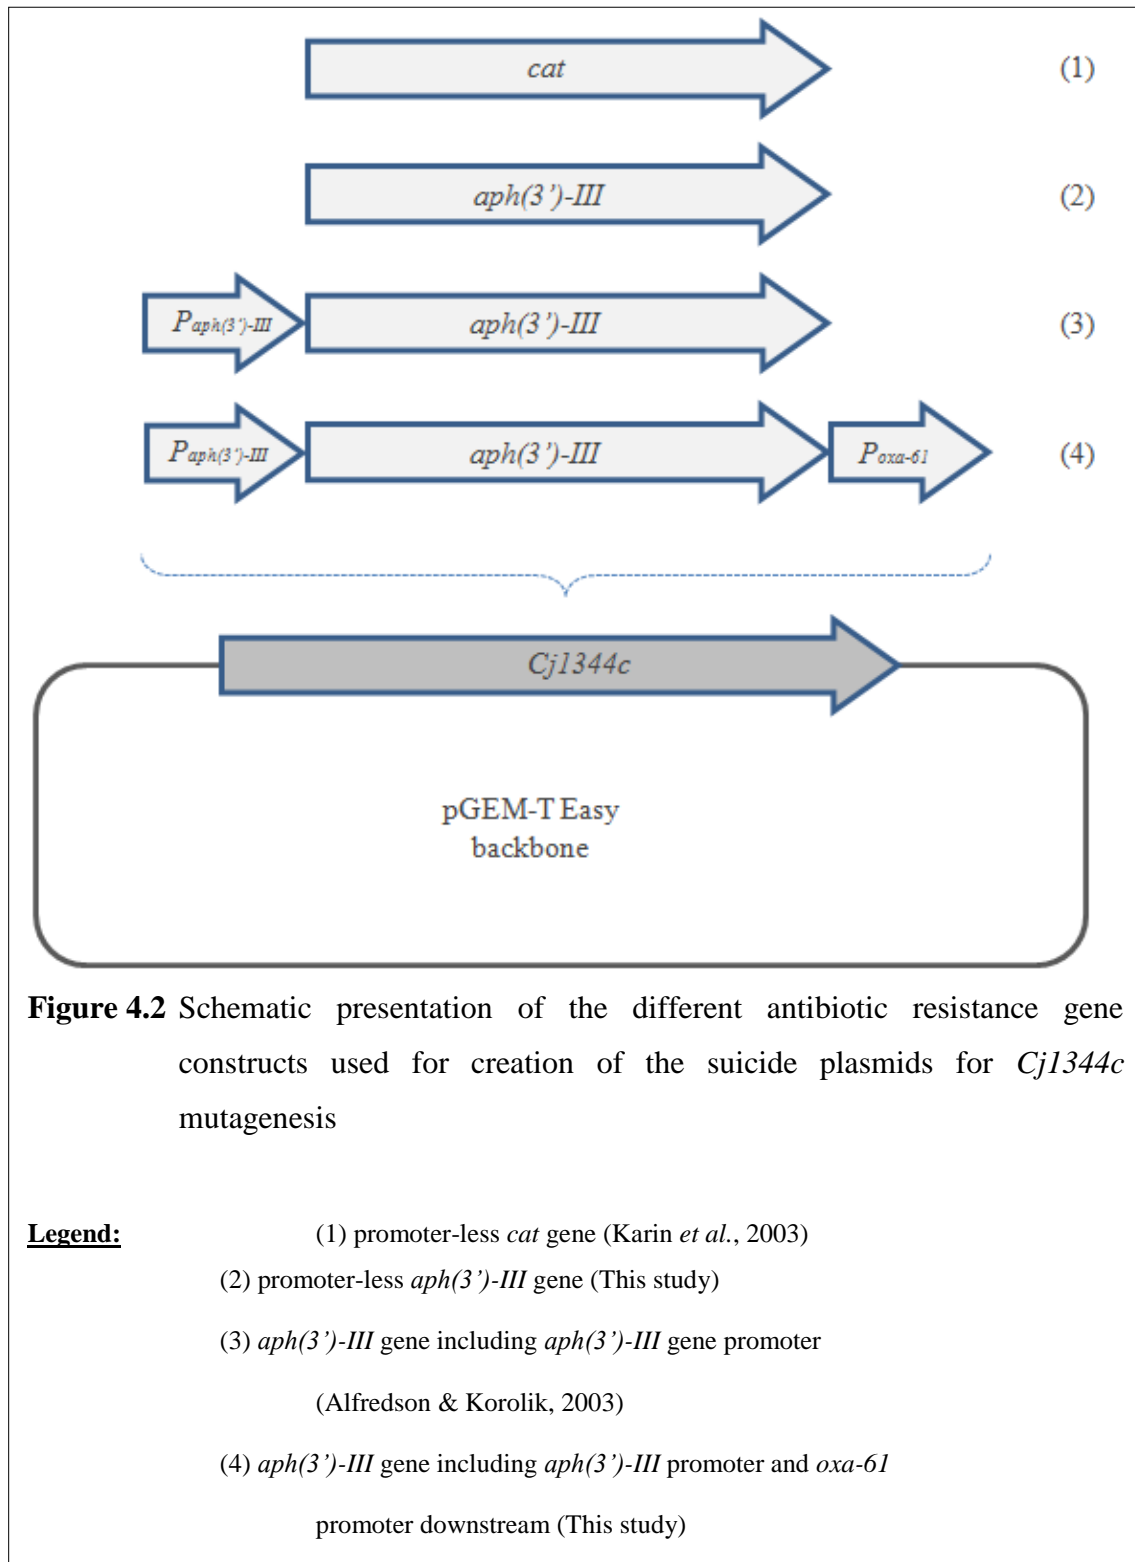 cat (1)
aph(3’)-III (2)
Paph(3’)-III aph(3’)-III (3)
Paph(3’)-III aph(3’)-III Poxa-61 (4)
Cj1344c
pGEM-T Easy
backbone
Figure 4.2 Schematic presentation of the different antibiotic resistance gene
constructs used for creation of the suicide plasmids for Cj1344c
mutagenesis
Legend: (1) promoter-less cat gene (Karin et al., 2003)
(2) promoter-less aph(3’)-III gene (This study)
(3) aph(3’)-III gene including aph(3’)-III gene promoter
(Alfredson & Korolik, 2003)
(4) aph(3’)-III gene including aph(3’)-III promoter and oxa-61
promoter downstream (This study)